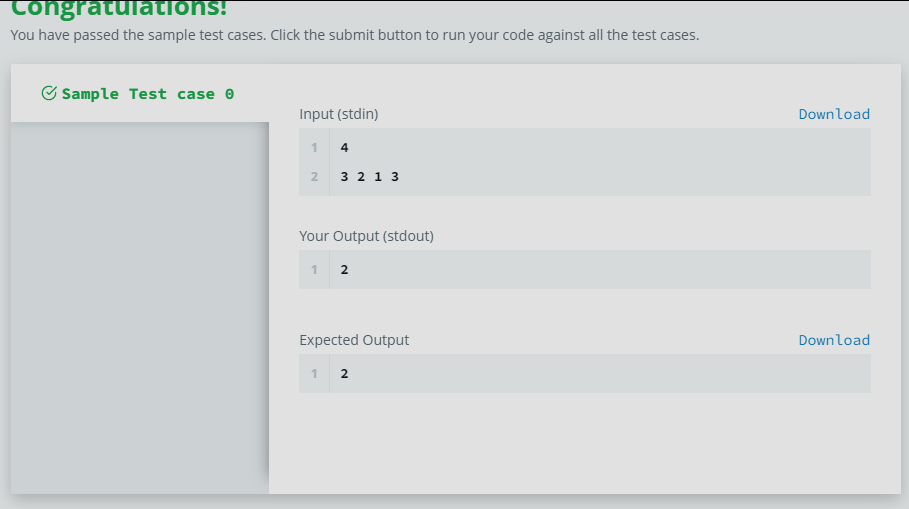 Congratulations!
You have passed the sample test cases. Click the submit button to run your code against all the test cases.
Sample Test case 0
Input (stdin)
Download
1 4
2 3 2 1 3
Your Output (stdout)
1 2
Expected Output
Download
1 2